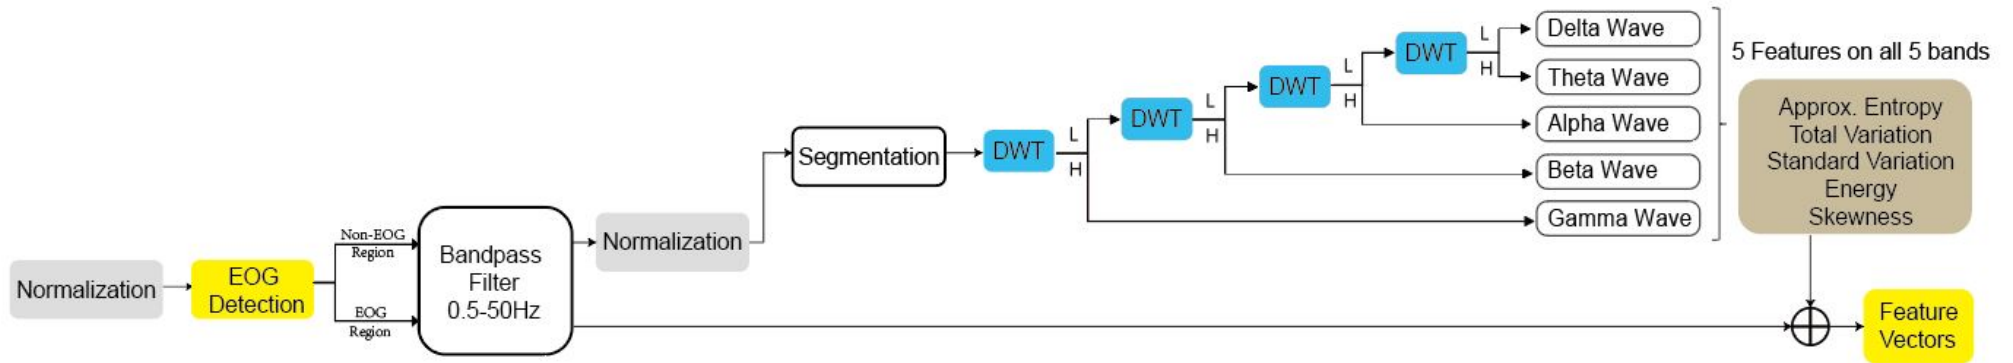 Normalization
EOG
Detection
Non-EOG
Region
EOG
Region
Bandpass
Filter
0.5-50Hz
Normalization
Segmentation
DWT
L
H
DWT
L
H
DWT
L
H
DWT
L
H
Delta Wave
Theta Wave
Alpha Wave
Beta Wave
Gamma Wave
5 Features on all 5 bands
Approx. Entropy
Total Variation
Standard Variation
Energy
Skewness
Feature
Vectors